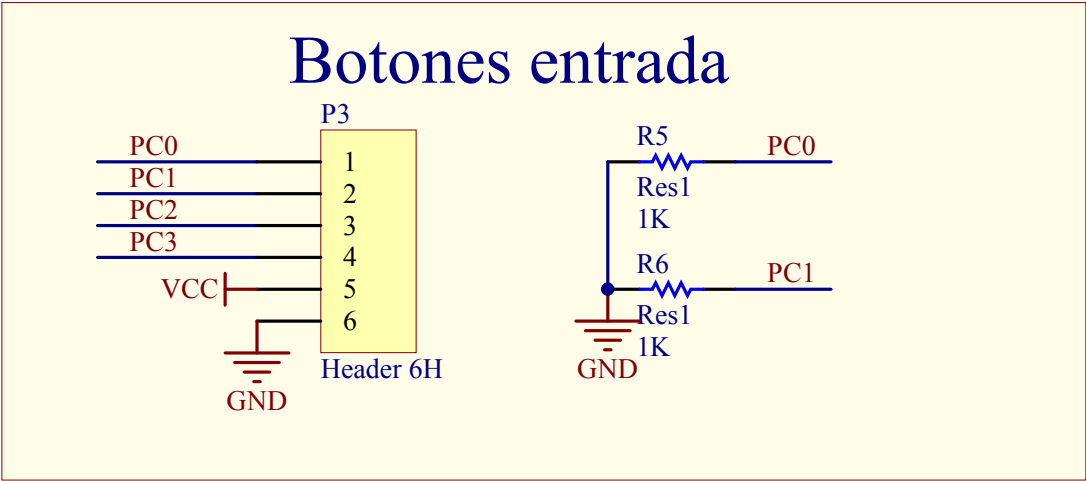 Botones entrada
P3
PC0
1
PC1
2
PC2
3
PC3
4
VCC
5
6
GND
Header 6H
R5
PC0
Res1
1K
R6
PC1
Res1
1K
GND